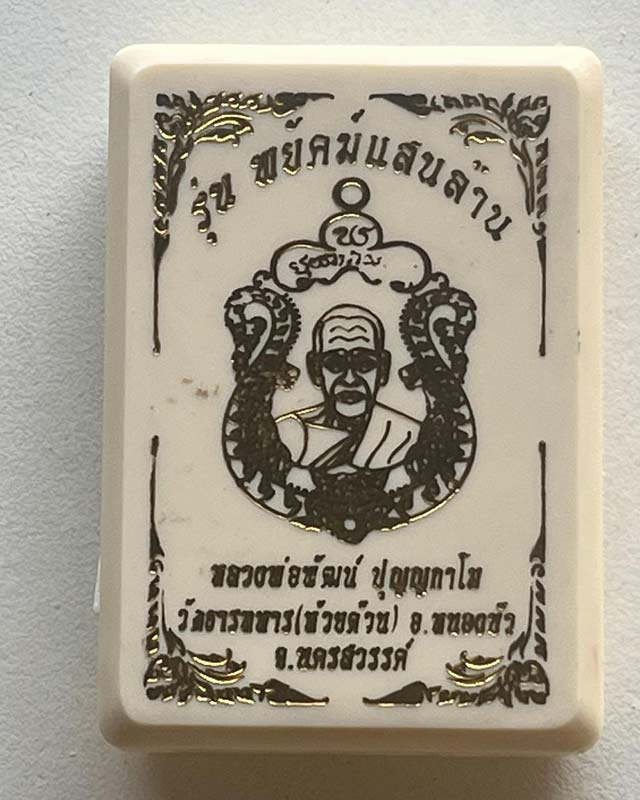 รุ่น พยัคฆ์แสนล้าน
หลวงพ่อพัฒน์ ปุญญกาโม
วัดธารทหาร(ห้วยด้วน) อ.หนองบัว
จ.นครสวรรค์